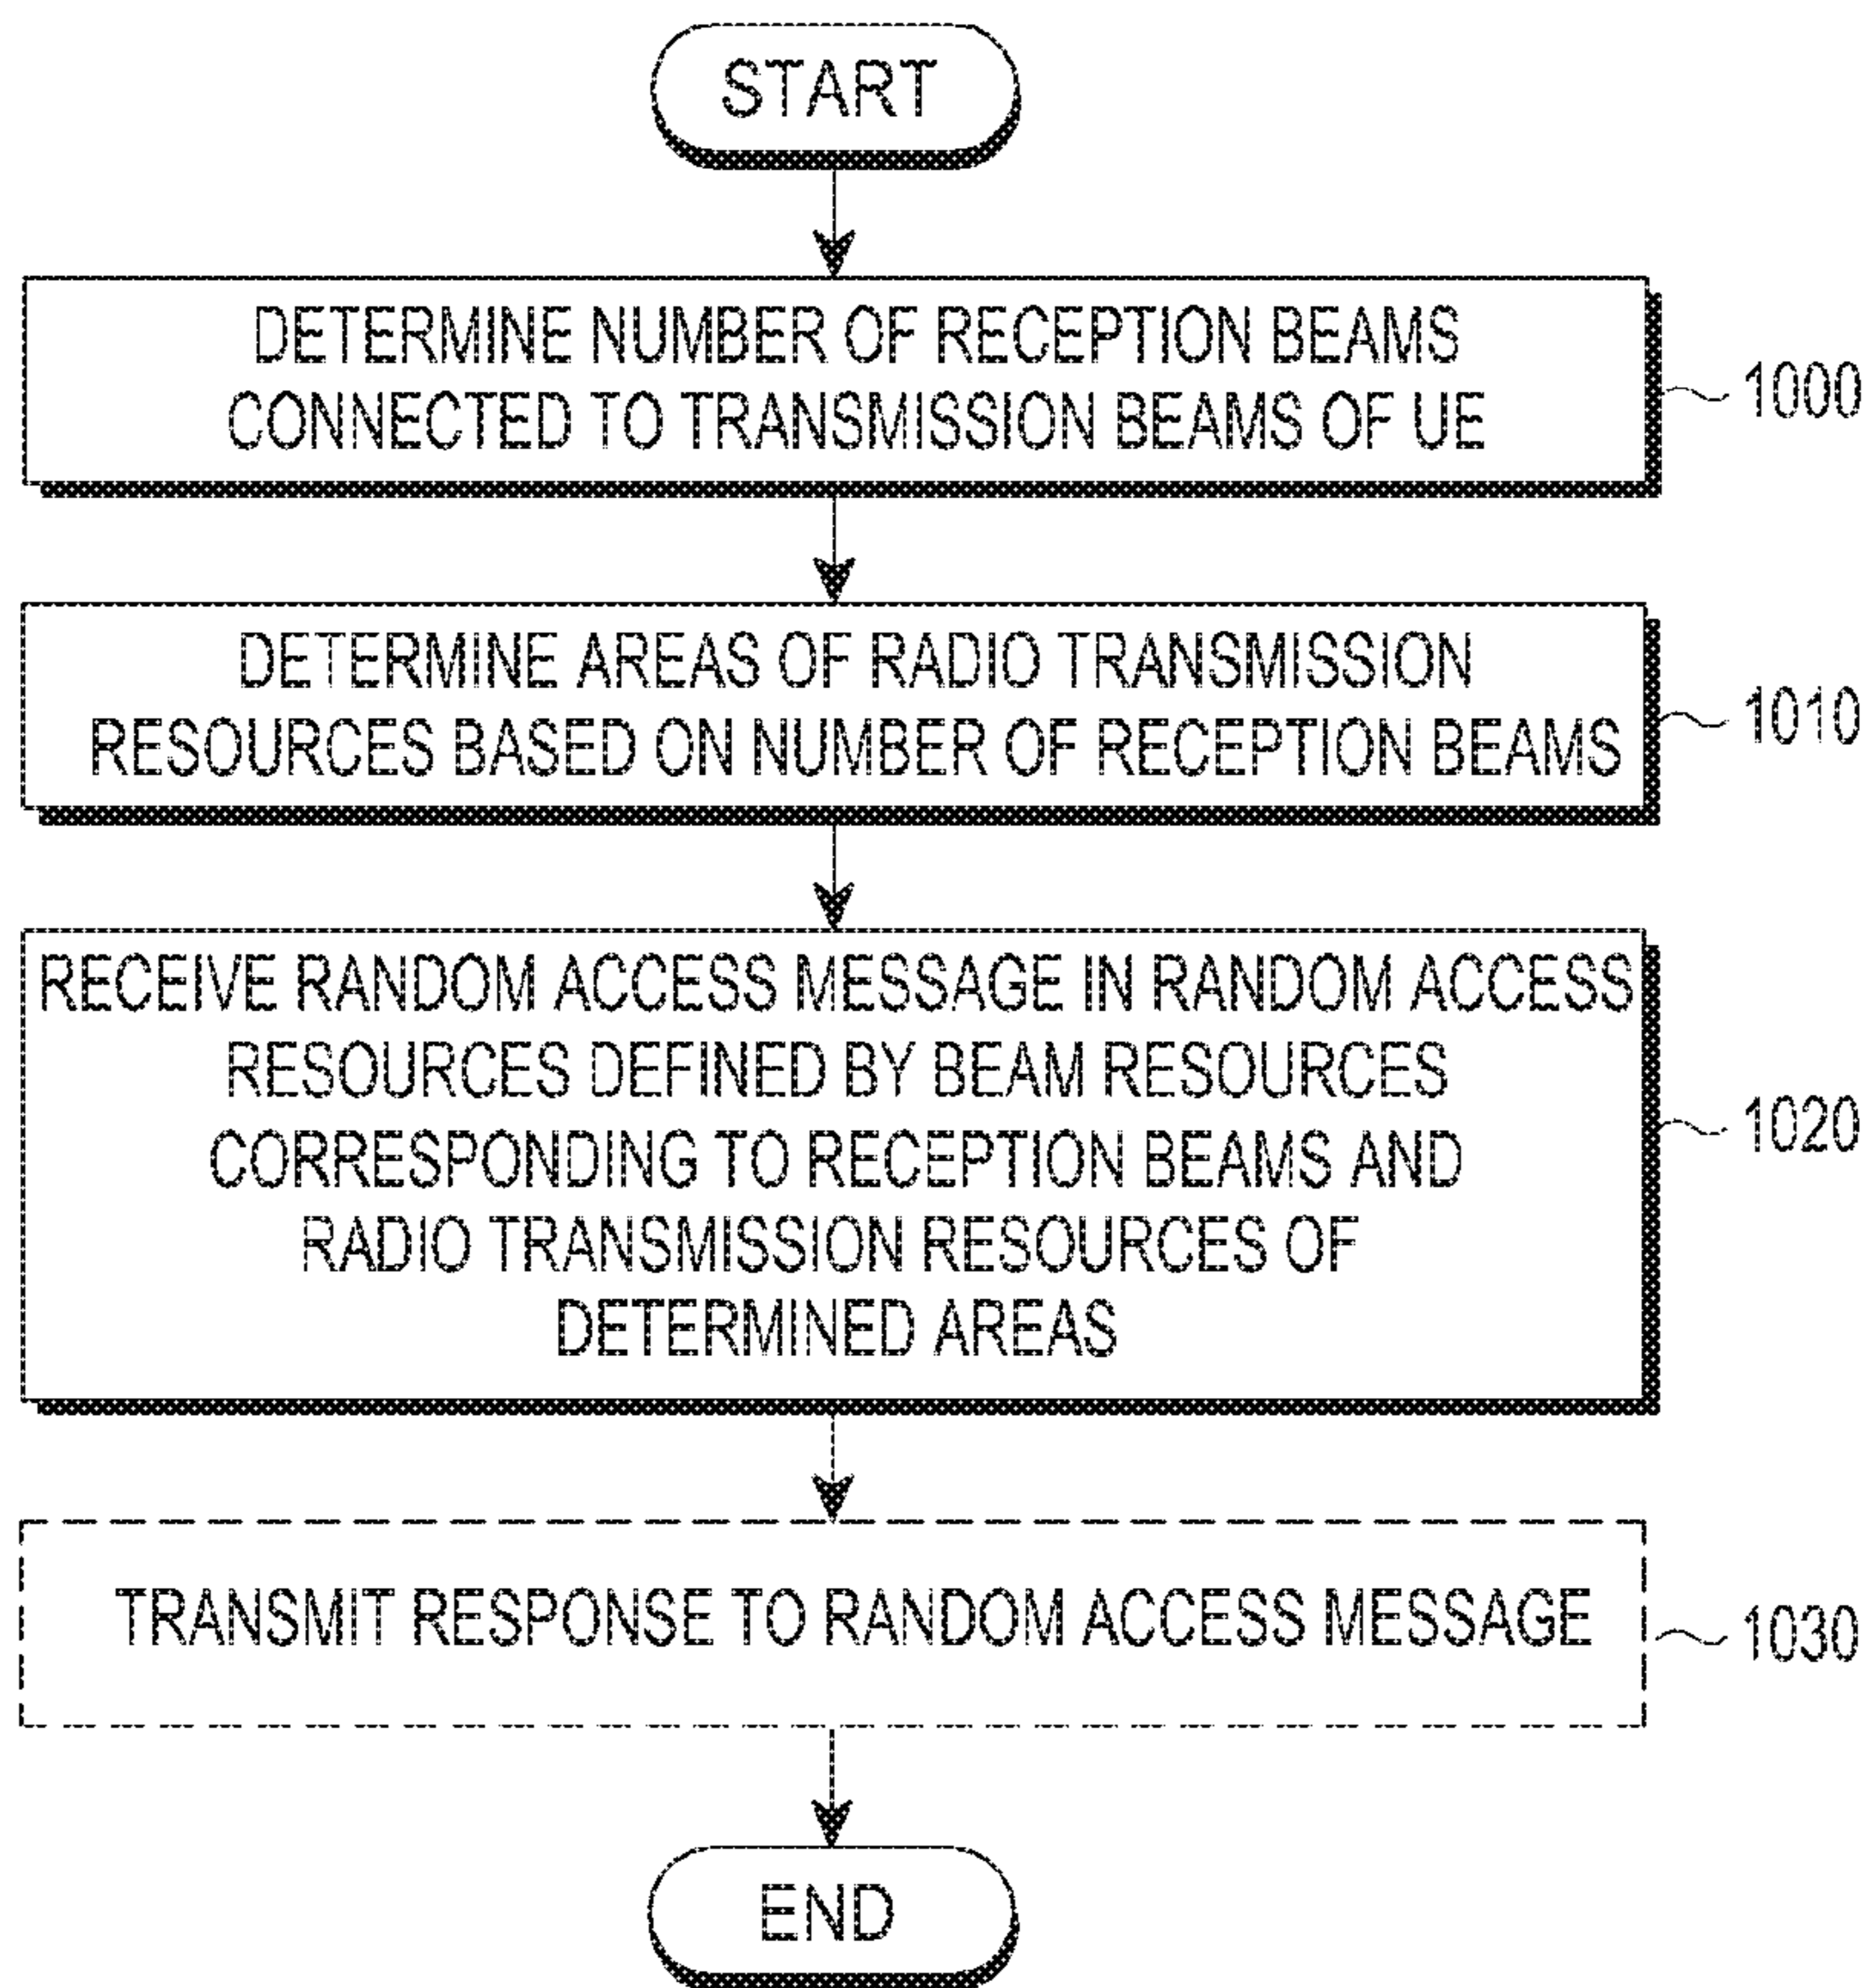 START
DETERMINE NUMBER OF RECEPTION BEAMS
CONNECTED TO TRANSMISSION BEAMS OF UE
1000
DETERMINE AREAS OF RADIO TRANSMISSION
RESOURCES BASED ON NUMBER OF RECEPTION BEAMS
1010
RECEIVE RANDOM ACCESS MESSAGE IN RANDOM ACCESS
RESOURCES DEFINED BY BEAM RESOURCES
CORRESPONDING TO RECEPTION BEAMS AND
RADIO TRANSMISSION RESOURCES OF
DETERMINED AREAS
1020
TRANSMIT RESPONSE TO RANDOM ACCESS MESSAGE
1030
END